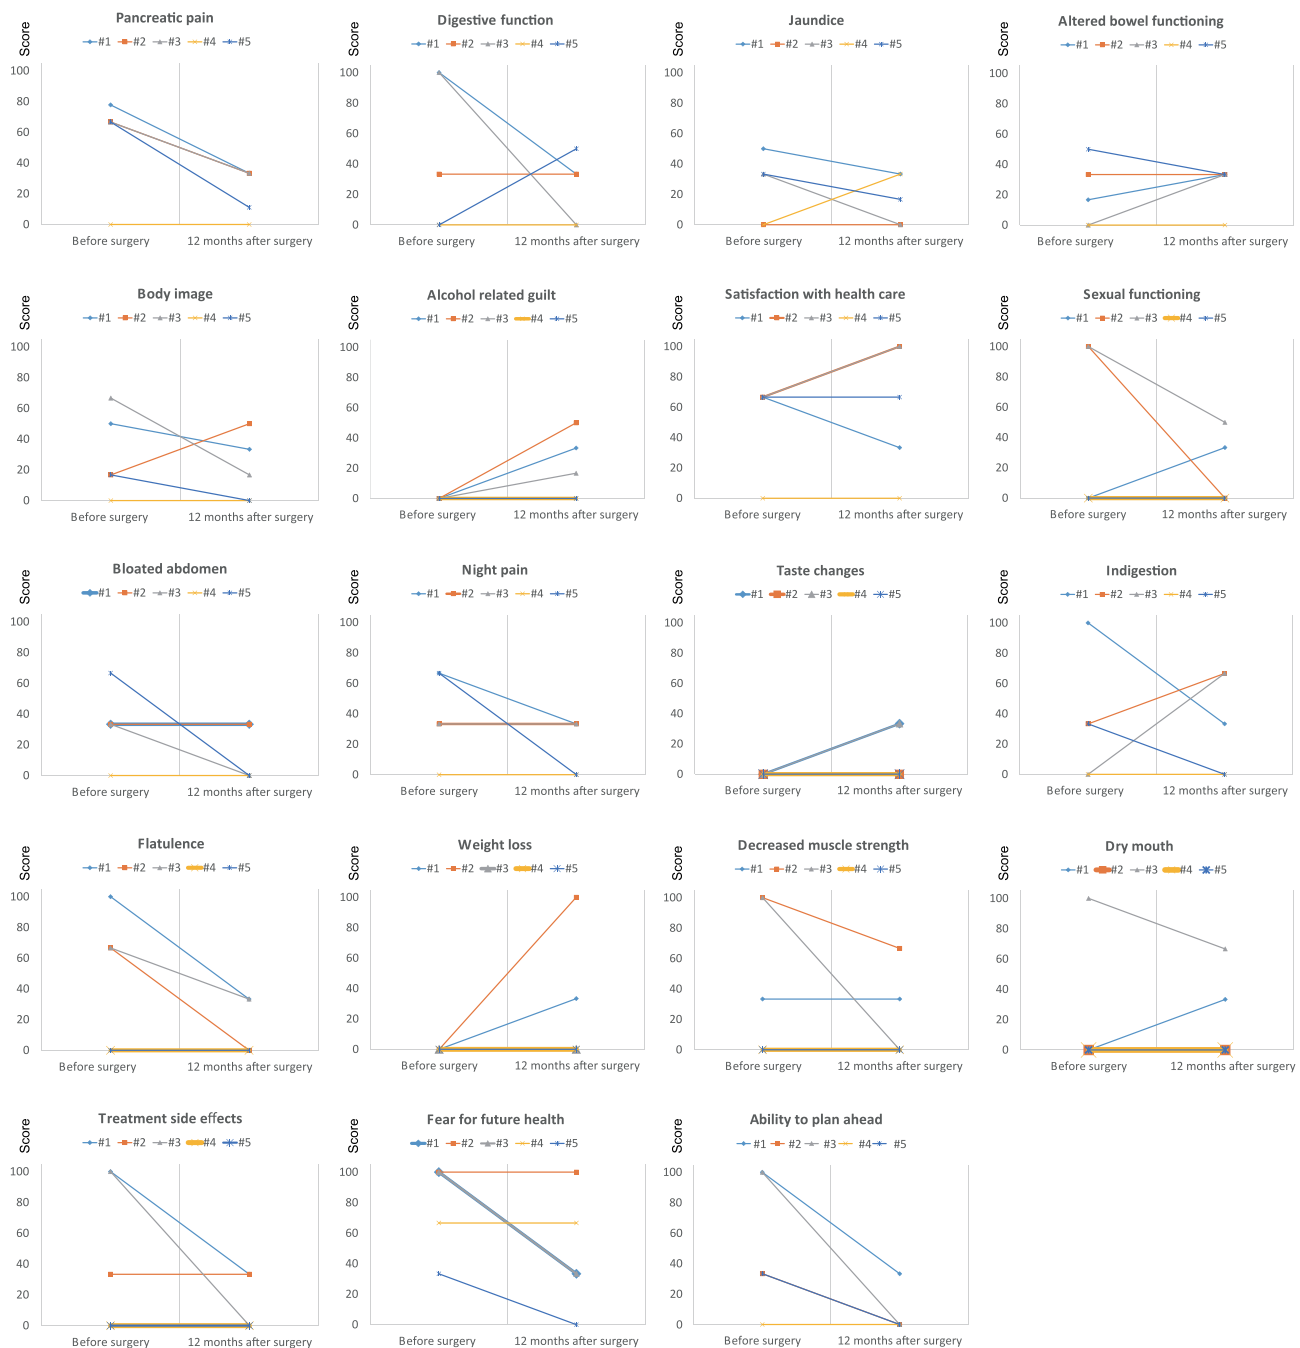 Pancreatic pain
Score
#1 #2 #3 #4 #5
100
80
60
40
20
0
Before surgery 12 months after surgery
Digestive function
Score
#1 #2 #3 #4 #5
100
80
60
40
20
0
Before surgery 12 months after surgery
Jaundice
Score
#1 #2 #3 #4 #5
100
80
60
40
20
0
Before surgery 12 months after surgery
Altered bowel functioning
Score
#1 #2 #3 #4 #5
100
80
60
40
20
0
Before surgery 12 months after surgery
Body image
Score
#1 #2 #3 #4 #5
100
80
60
40
20
0
Before surgery 12 months after surgery
Alcohol related guilt
Score
#1 #2 #3 #4 #5
100
80
60
40
20
0
Before surgery 12 months after surgery
Satisfaction with health care
Score
#1 #2 #3 #4 #5
100
80
60
40
20
0
Before surgery 12 months after surgery
Sexual functioning
Score
#1 #2 #3 #4 #5
100
80
60
40
20
0
Before surgery 12 months after surgery
Bloated abdomen
Score
#1 #2 #3 #4 #5
100
80
60
40
20
0
Before surgery 12 months after surgery
Night pain
Score
#1 #2 #3 #4 #5
100
80
60
40
20
0
Before surgery 12 months after surgery
Taste changes
Score
#1 #2 #3 #4 #5
100
80
60
40
20
0
Before surgery 12 months after surgery
Indigestion
Score
#1 #2 #3 #4 #5
100
80
60
40
20
0
Before surgery 12 months after surgery
Flatulence
Score
#1 #2 #3 #4 #5
100
80
60
40
20
0
Before surgery 12 months after surgery
Weight loss
Score
#1 #2 #3 #4 #5
100
80
60
40
20
0
Before surgery 12 months after surgery
Decreased muscle strength
Score
#1 #2 #3 #4 #5
100
80
60
40
20
0
Before surgery 12 months after surgery
Dry mouth
Score
#1 #2 #3 #4 #5
100
80
60
40
20
0
Before surgery 12 months after surgery
Treatment side effects
Score
#1 #2 #3 #4 #5
100
80
60
40
20
0
Before surgery 12 months after surgery
Fear for future health
Score
#1 #2 #3 #4 #5
100
80
60
40
20
0
Before surgery 12 months after surgery
Ability to plan ahead
Score
#1 #2 #3 #4 #5
100
80
60
40
20
0
Before surgery 12 months after surgery